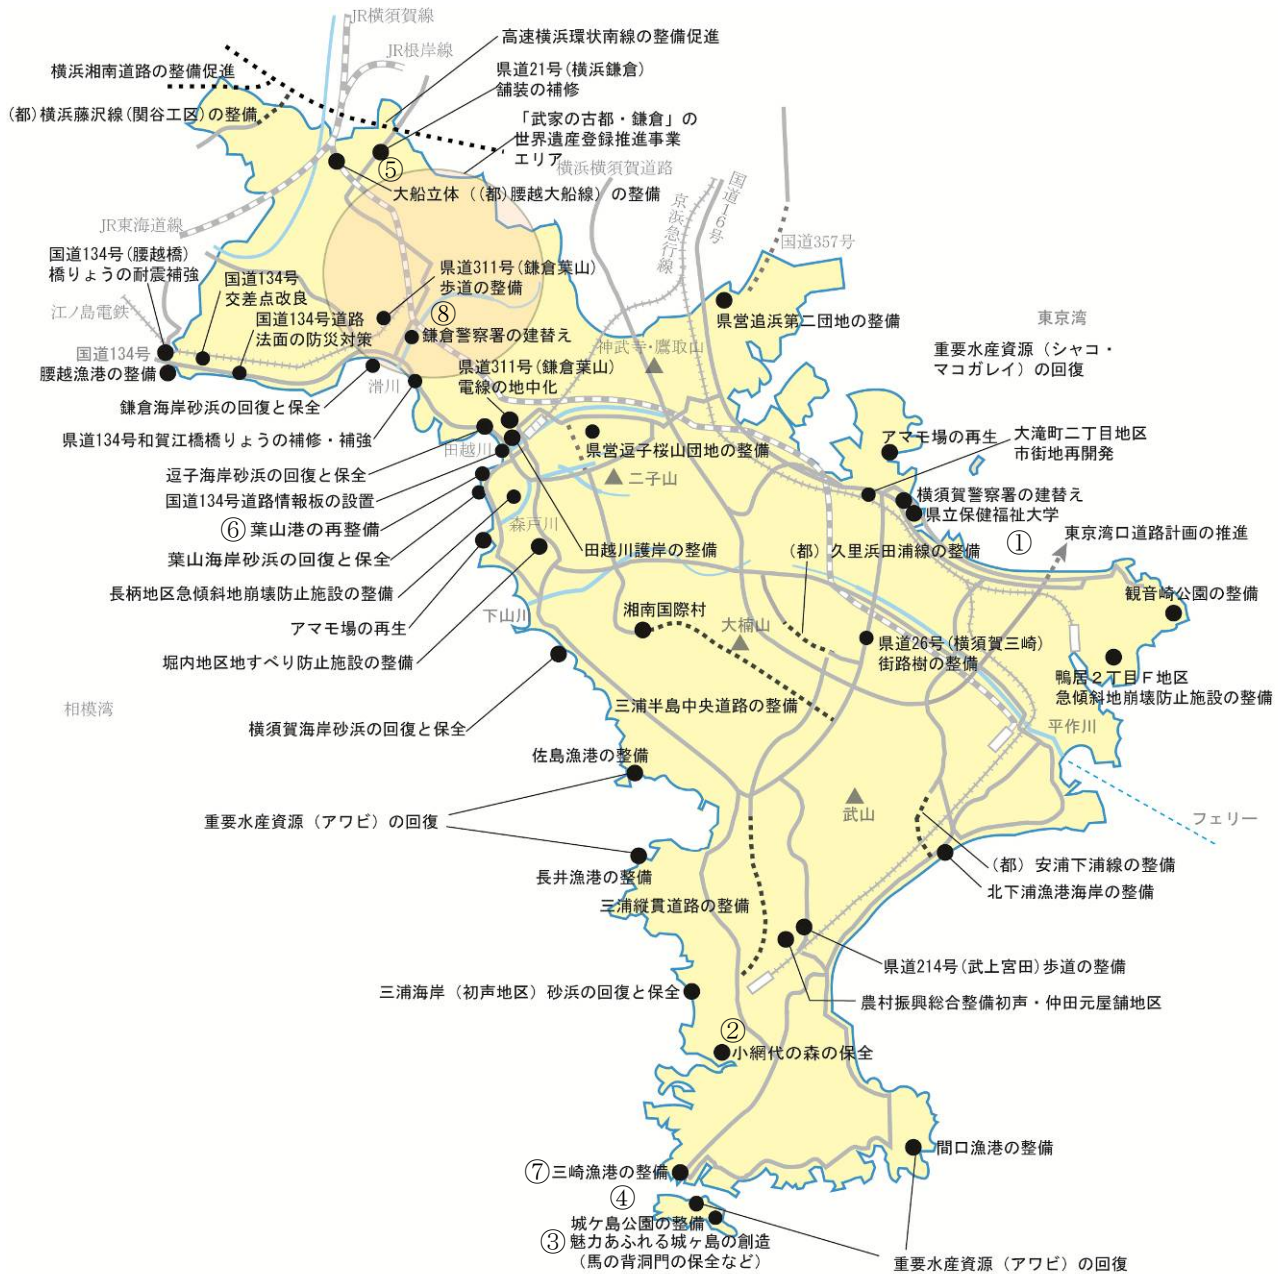 JR横須賀線
JR根岸線
高速横浜環状南線の整備促進
横浜湘南道路の整備促進
県道21号(横浜鎌倉)
舗装の補修
(都)横浜藤沢線(関谷工区)の整備
「武家の古都・鎌倉」の
世界遺産登録推進事業
エリア
横浜横須賀道路
⑤
大船立体（(都)腰越大船線）の整備
京浜急行線
国道16号
JR東海道線
国道357号
国道134号(腰越橋)
橋りょうの耐震補強
国道134号
交差点改良
県道311号(鎌倉葉山)
歩道の整備
江ノ島電鉄
国道134号道路
法面の防災対策
⑧
鎌倉警察署の建替え
県営追浜第二団地の整備
東京湾
重要水産資源（シャコ・
マコガレイ）の回復
国道134号
腰越漁港の整備
神武寺・鷹取山
県道311号(鎌倉葉山)
電線の地中化
滑川
鎌倉海岸砂浜の回復と保全
県道134号和賀江橋橋りょうの補修・補強
田越川
県営逗子桜山団地の整備
アマモ場の再生
大滝町二丁目地区
市街地再開発
逗子海岸砂浜の回復と保全
二子山
国道134号道路情報板の設置
横須賀警察署の建替え
県立保健福祉大学
⑥葉山港の再整備
森戸川
①
東京湾口道路計画の推進
葉山海岸砂浜の回復と保全
田越川護岸の整備
（都）久里浜田浦線の整備
長柄地区急傾斜地崩壊防止施設の整備
観音崎公園の整備
下山川
湘南国際村
大楠山
アマモ場の再生
県道26号(横須賀三崎)
街路樹の整備
堀内地区地すべり防止施設の整備
鴨居２丁目Ｆ地区
急傾斜地崩壊防止施設の整備
相模湾
三浦半島中央道路の整備
横須賀海岸砂浜の回復と保全
平作川
佐島漁港の整備
重要水産資源（アワビ）の回復
武山
フェリー
長井漁港の整備
（都）安浦下浦線の整備
北下浦漁港海岸の整備
三浦縦貫道路の整備
県道214号(武上宮田)歩道の整備
三浦海岸（初声地区）砂浜の回復と保全
農村振興総合整備初声・仲田元屋舗地区
②
小網代の森の保全
間口漁港の整備
⑦三崎漁港の整備
④
城ケ島公園の整備
③魅力あふれる城ヶ島の創造
（馬の背洞門の保全など）
重要水産資源（アワビ）の回復